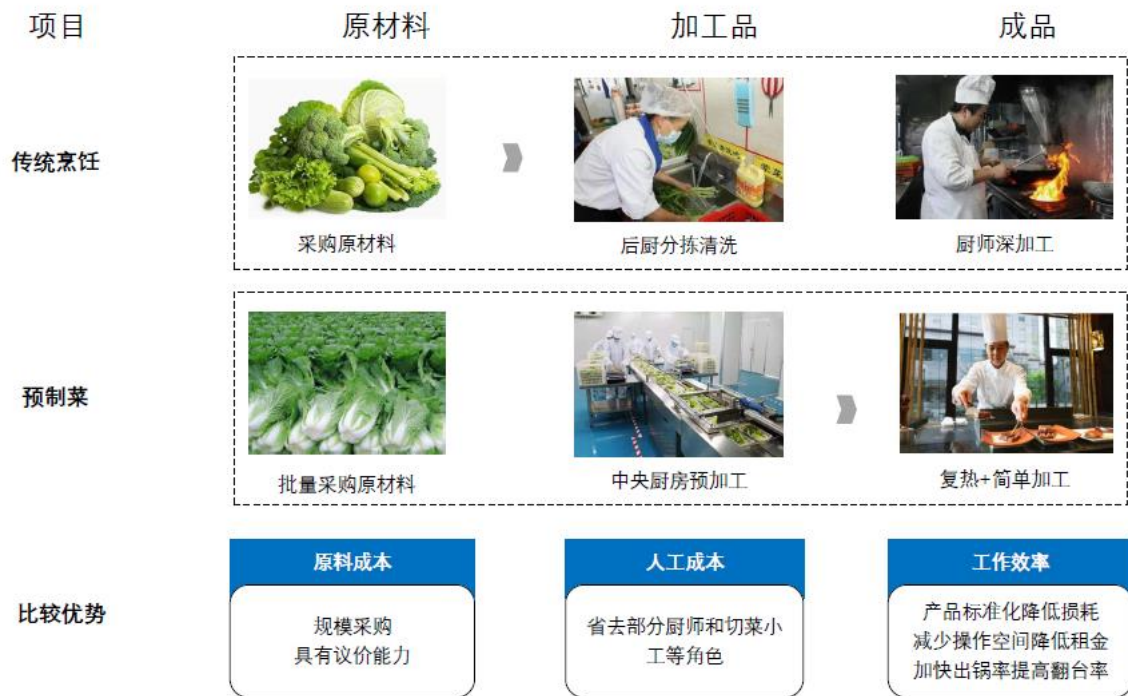 项目
原材料
加工品
成品
传统烹饪
采购原材料
后厨分拣清洗
厨师深加工
预制菜
批量采购原材料
中央厨房预加工
复热+简单加工
比较优势
原料成本
规模采购
具有议价能力
人工成本
省去部分厨师和切菜小
工等角色
工作效率
产品标准化降低损耗
减少操作空间降低租金
加快出锅率提高翻台率